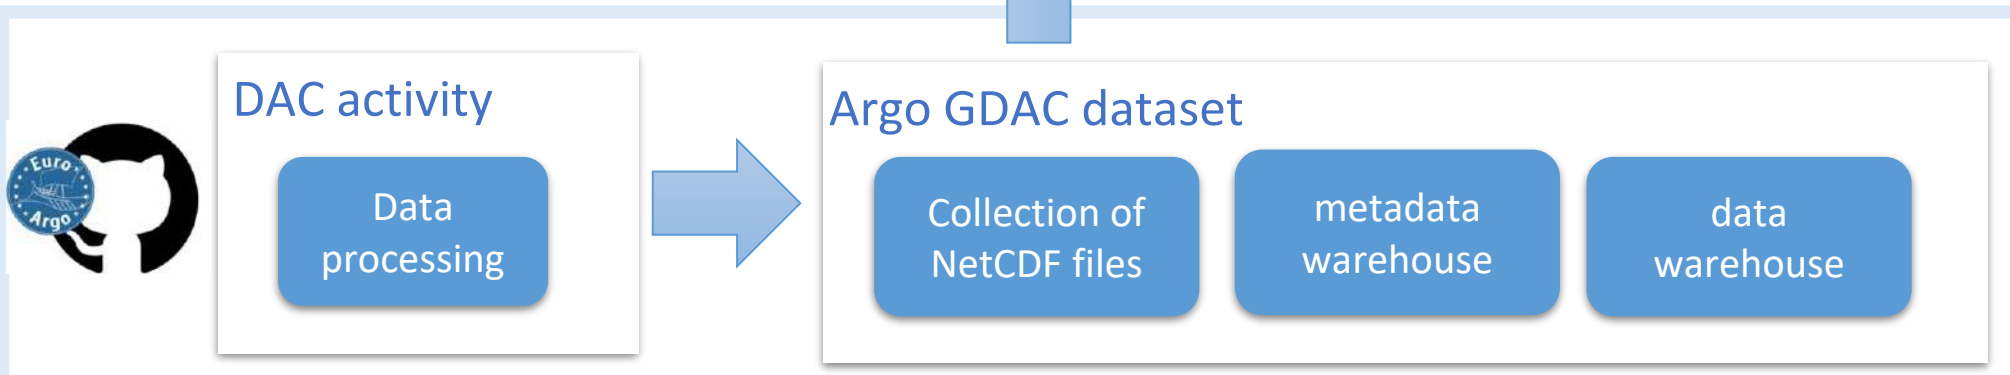 DAC activity
Euro
Argo
Data
processing
Argo GDAC dataset
Collection of
NetCDF files
metadata
warehouse
data
warehouse